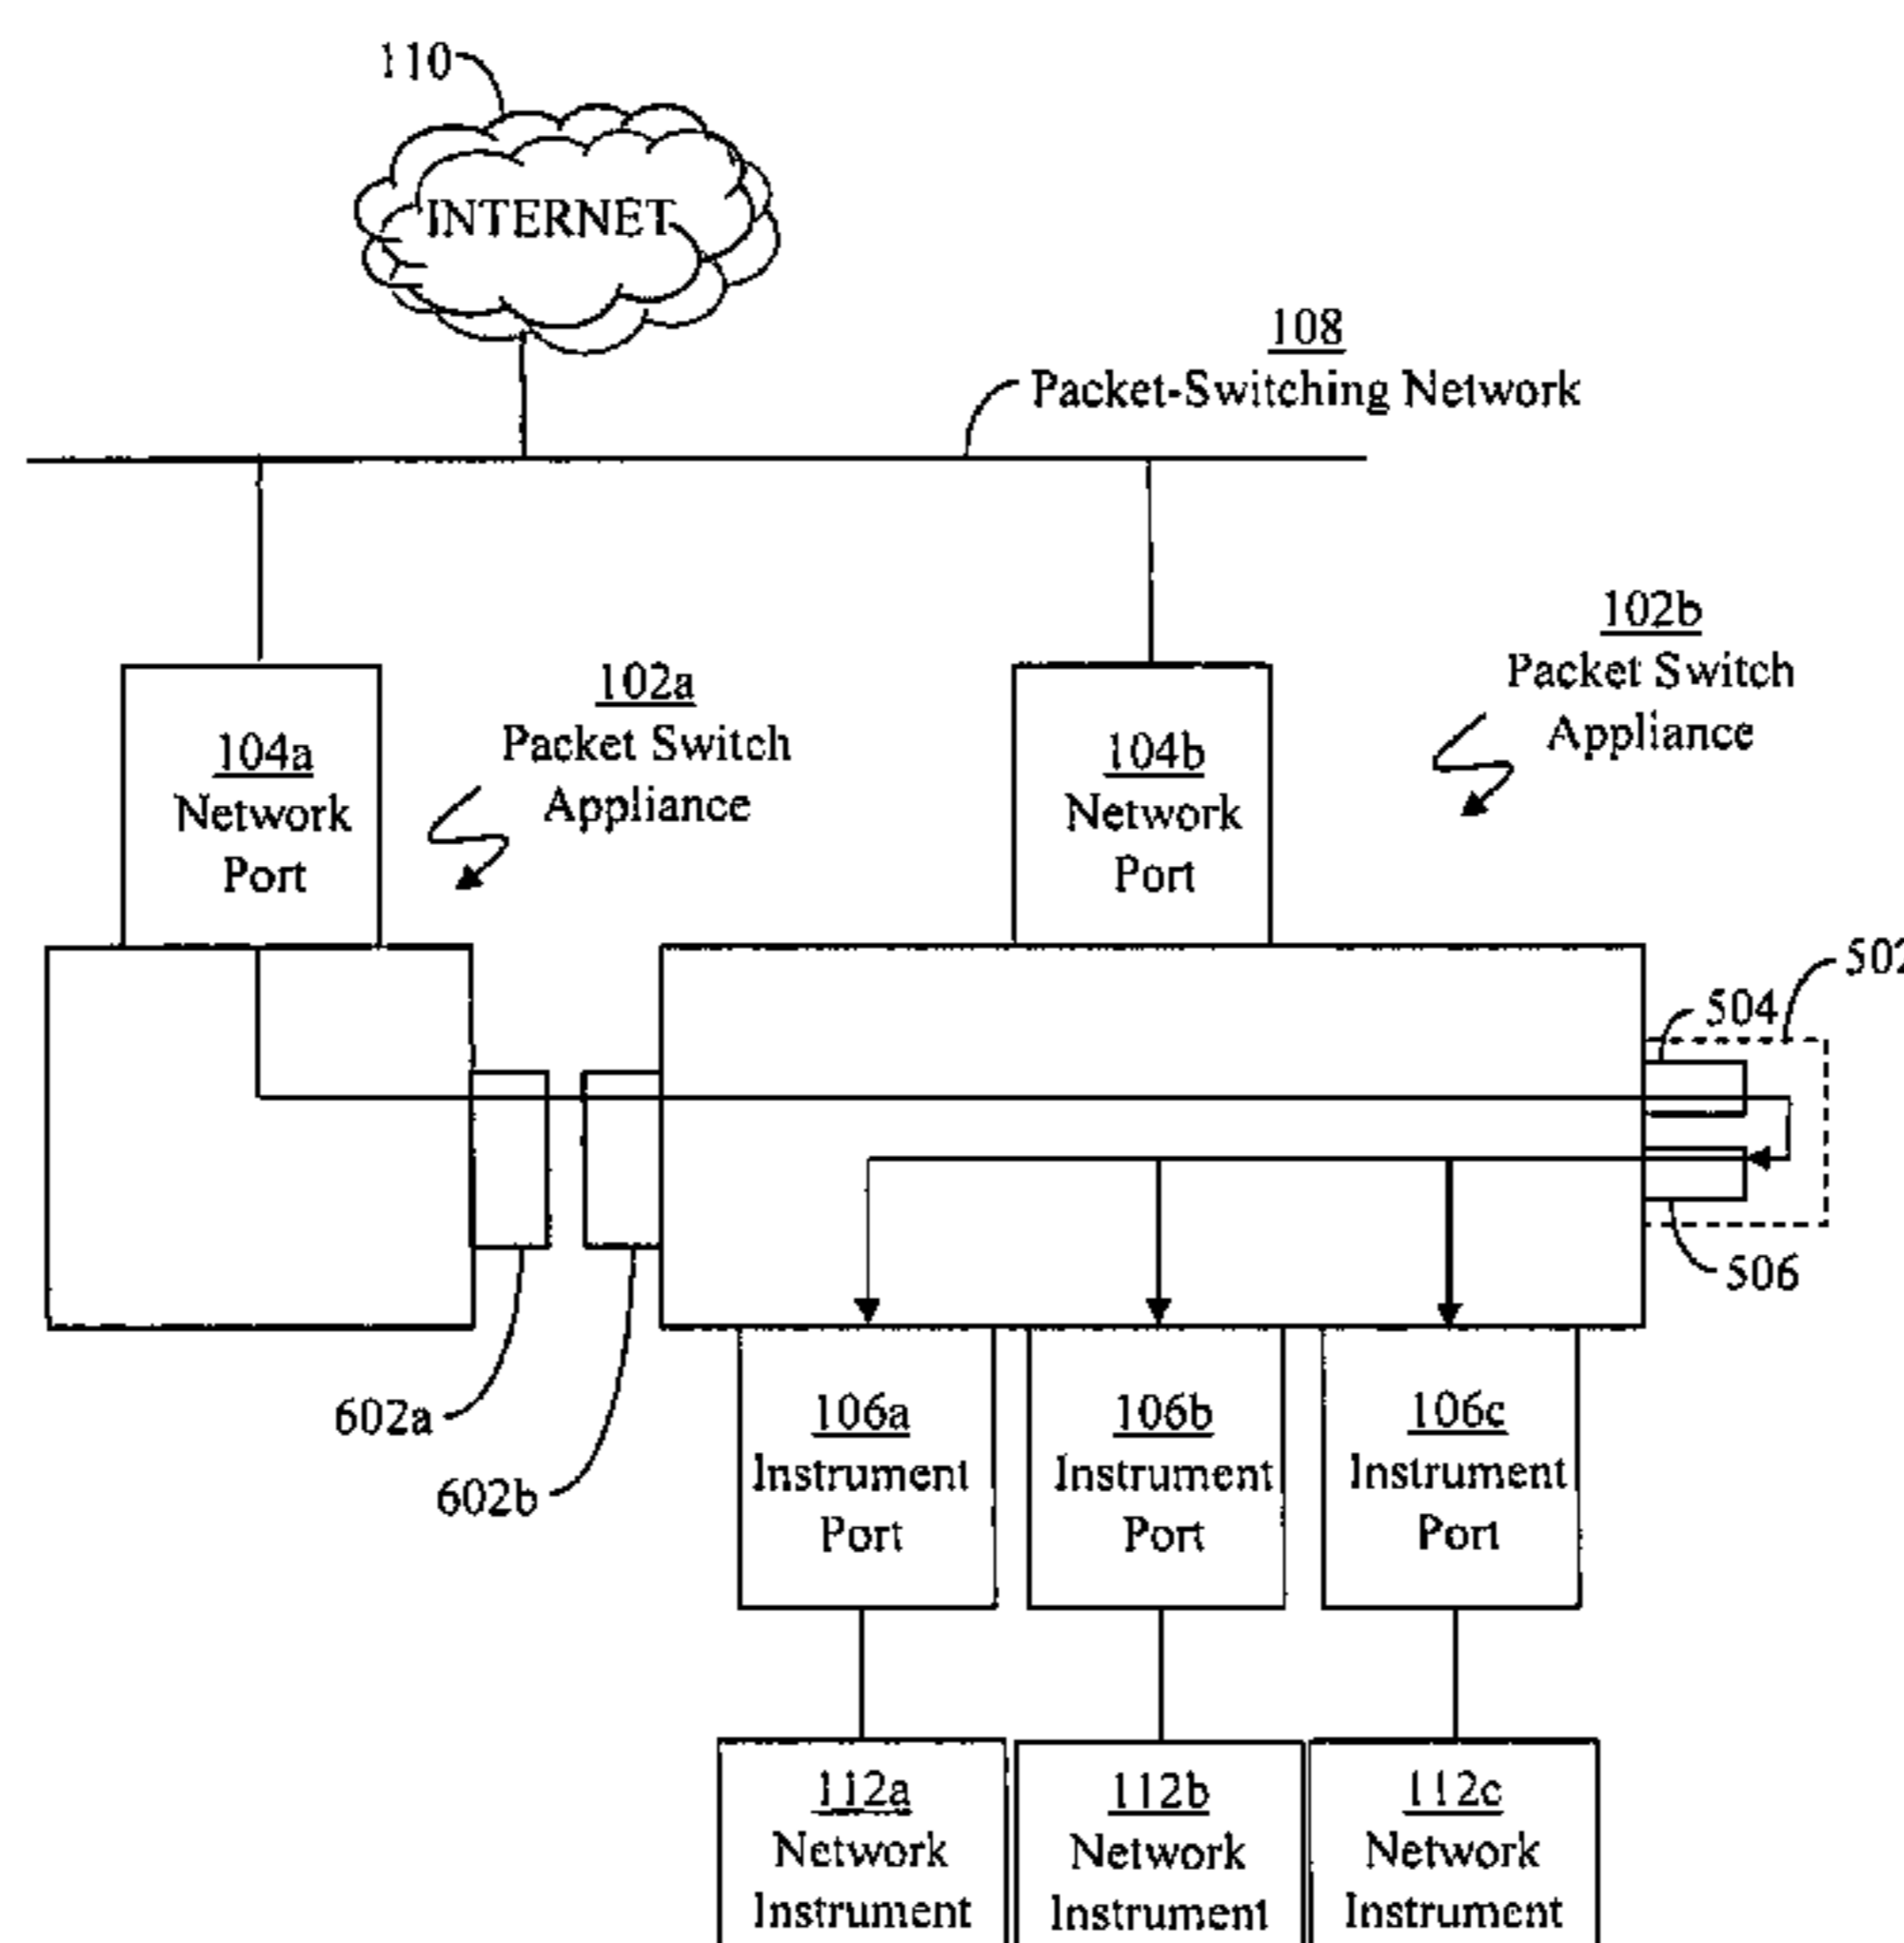 110
INTERNET
108
Packet-Switching Network
102b
Packet Switch
Appliance
102a
Packet Switch
Appliance
104a
Network
Port
104b
Network
Port
502
504
506
602a
602b
106a
Instrument
Port
106b
Instrument
Port
106c
Instrument
Port
112a
Network
Instrument
112b
Network
Instrument
112c
Network
Instrument